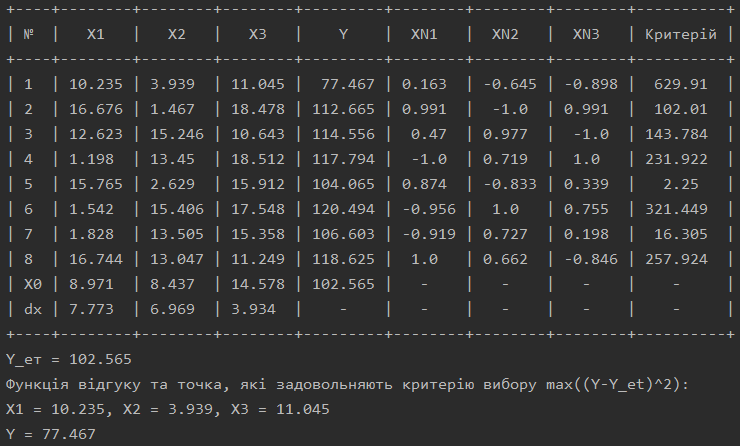 +----+--------+--------+--------+---------+--------+--------+--------+----------+
| № | X1 | X2 | X3 | Y | XN1 | XN2 | XN3 | Критерій |
+----+--------+--------+--------+---------+--------+--------+--------+----------+
| 1 | 10.235 | 3.939 | 11.045 | 77.467 | 0.163 | -0.645 | -0.898 | 629.91 |
| 2 | 16.676 | 1.467 | 18.478 | 112.665 | 0.991 | -1.0 | 0.991 | 102.01 |
| 3 | 12.623 | 15.246 | 10.643 | 114.556 | 0.47 | 0.977 | -1.0 | 143.784 |
| 4 | 1.198 | 13.45 | 18.512 | 117.794 | -1.0 | 0.719 | 1.0 | 231.922 |
| 5 | 15.765 | 2.629 | 15.912 | 104.065 | 0.874 | -0.833 | 0.339 | 2.25 |
| 6 | 1.542 | 15.406 | 17.548 | 120.494 | -0.956 | 1.0 | 0.755 | 321.449 |
| 7 | 1.828 | 13.505 | 15.358 | 106.603 | -0.919 | 0.727 | 0.198 | 16.305 |
| 8 | 16.744 | 13.047 | 11.249 | 118.625 | 1.0 | 0.662 | -0.846 | 257.924 |
| X0 | 8.971 | 8.437 | 14.578 | 102.565 | - | - | - | - |
| dx | 7.773 | 6.969 | 3.934 | - | - | - | - | - |
+----+--------+--------+--------+---------+--------+--------+--------+----------+
Y_ет = 102.565
Функція відгуку та точка, які задовольняють критерію вибору max((Y-Y_et)^2):
X1 = 10.235, X2 = 3.939, X3 = 11.045
Y = 77.467